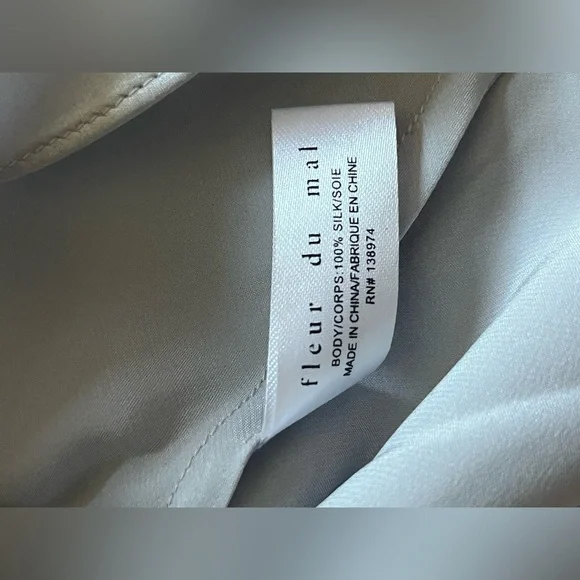 fleur du mal
BODY/CORPS:100% SILK/SOIE
MADE IN CHINA/FABRIQUE EN CHINE
RN# 138974